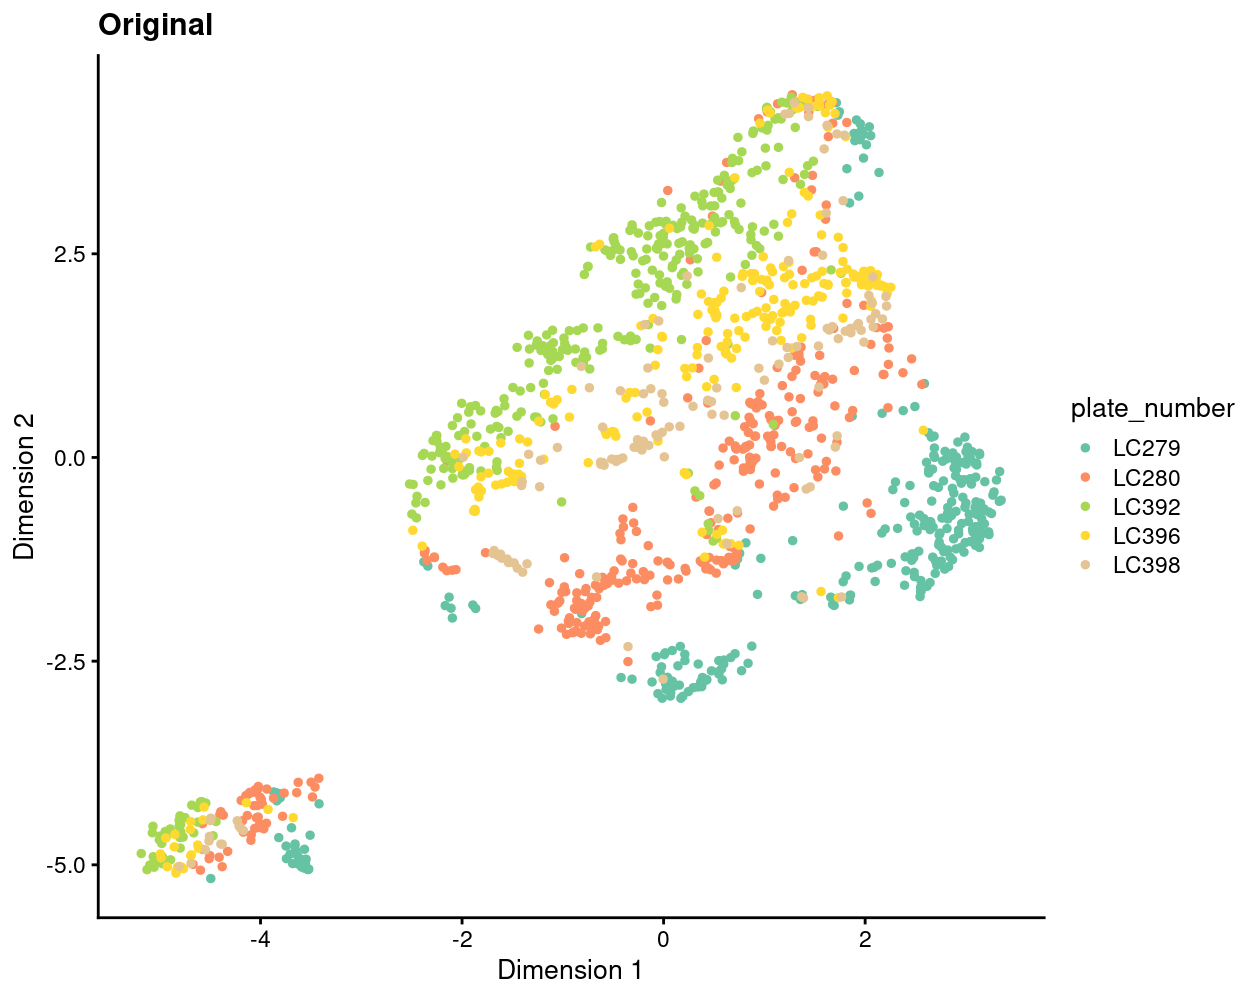 Original
2.5
0.0
-2.5
-5.0
-4
-2
0
2
Dimension 1
Dimension 2
plate_number
LC279
LC280
LC392
LC396
LC398